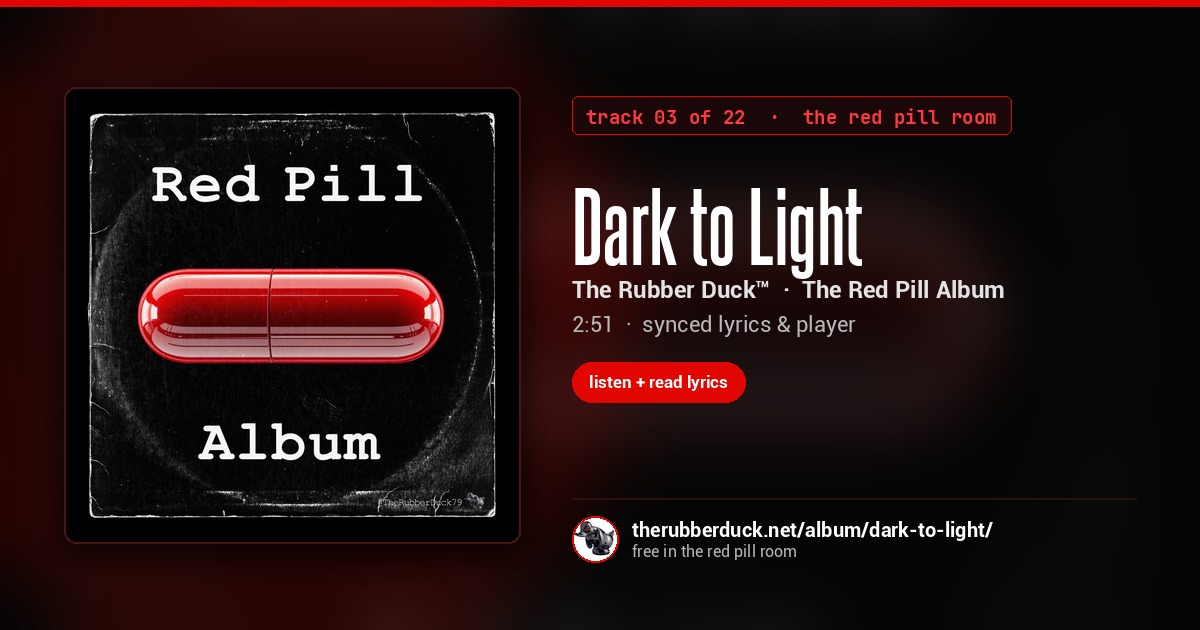 Red Pill
Album
#TheRubberDuck79
track 03 of 22 · the red pill room
Dark to Light
The Rubber Duck™ · The Red Pill Album
2:51 · synced lyrics & player
listen + read lyrics
therubberduck.net/album/dark-to-light/
free in the red pill room